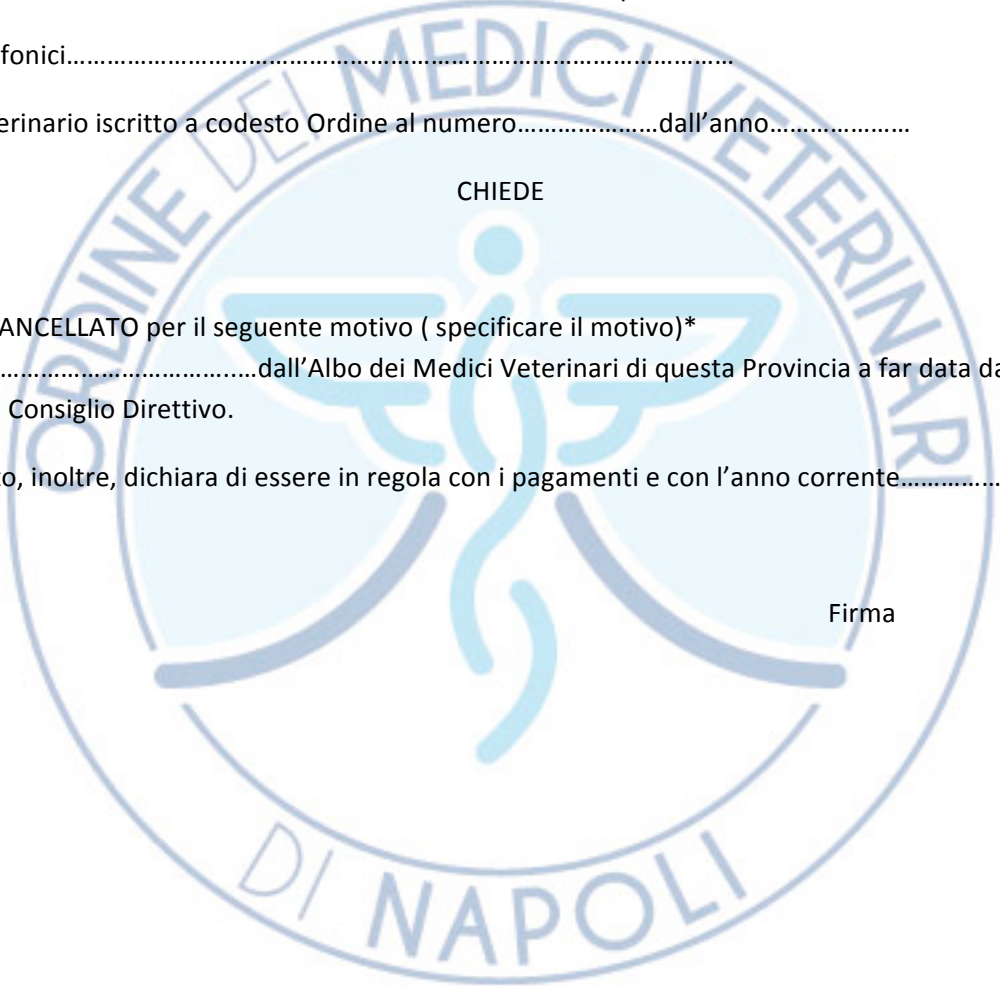 fonici……………………………………………………………………………………
erinario iscritto a codesto Ordine al numero…………………dall'anno…………………
CHIEDE
ANCELLATO per il seguente motivo ( specificare il motivo)*
………………………………..…dall'Albo dei Medici Veterinari di questa Provincia a far data da
Consiglio Direttivo.
to, inoltre, dichiara di essere in regola con i pagamenti e con l'anno corrente……………
Firma
ORDINE DEI MEDICI VETERINARI
DI NAPOLI